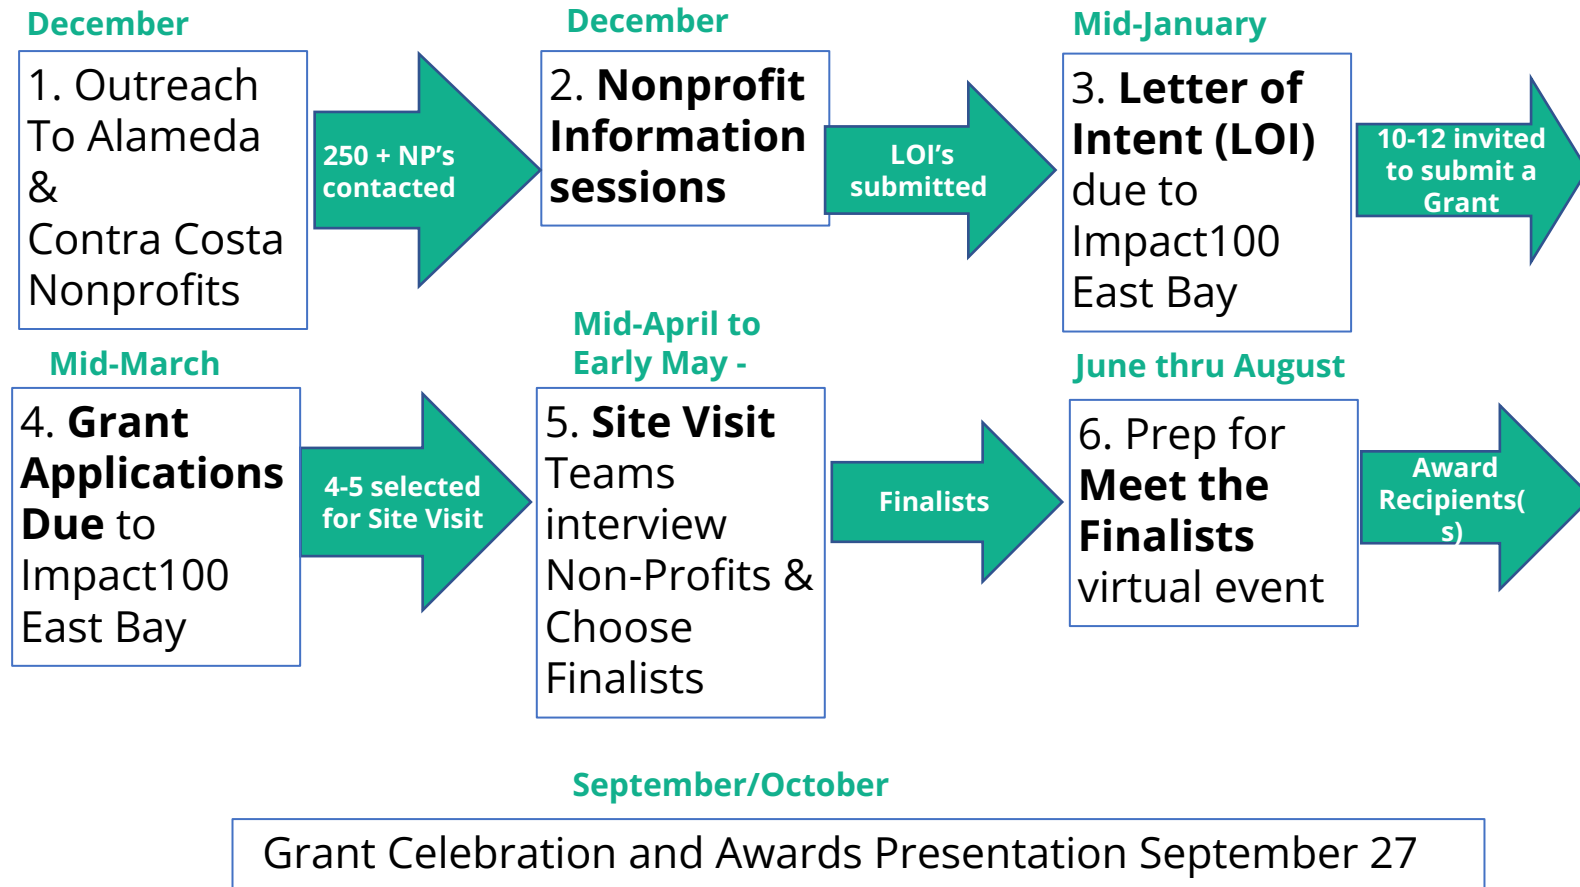 December
1. Outreach
To Alameda
&
Contra Costa
Nonprofits
250 + NP's
contacted
December
2. Nonprofit
Information
sessions
LOI's
submitted
Mid-January
3. Letter of
Intent (LOI)
due to
Impact100
East Bay
10-12 invited
to submit a
Grant
Mid-March
4. Grant
Applications
Due to
Impact100
East Bay
4-5 selected
for Site Visit
Mid-April to
Early May -
5. Site Visit
Teams
interview
Non-Profits &
Choose
Finalists
Finalists
June thru August
6. Prep for
Meet the
Finalists
virtual event
Award
Recipients(
s)
September/October
Grant Celebration and Awards Presentation September 27